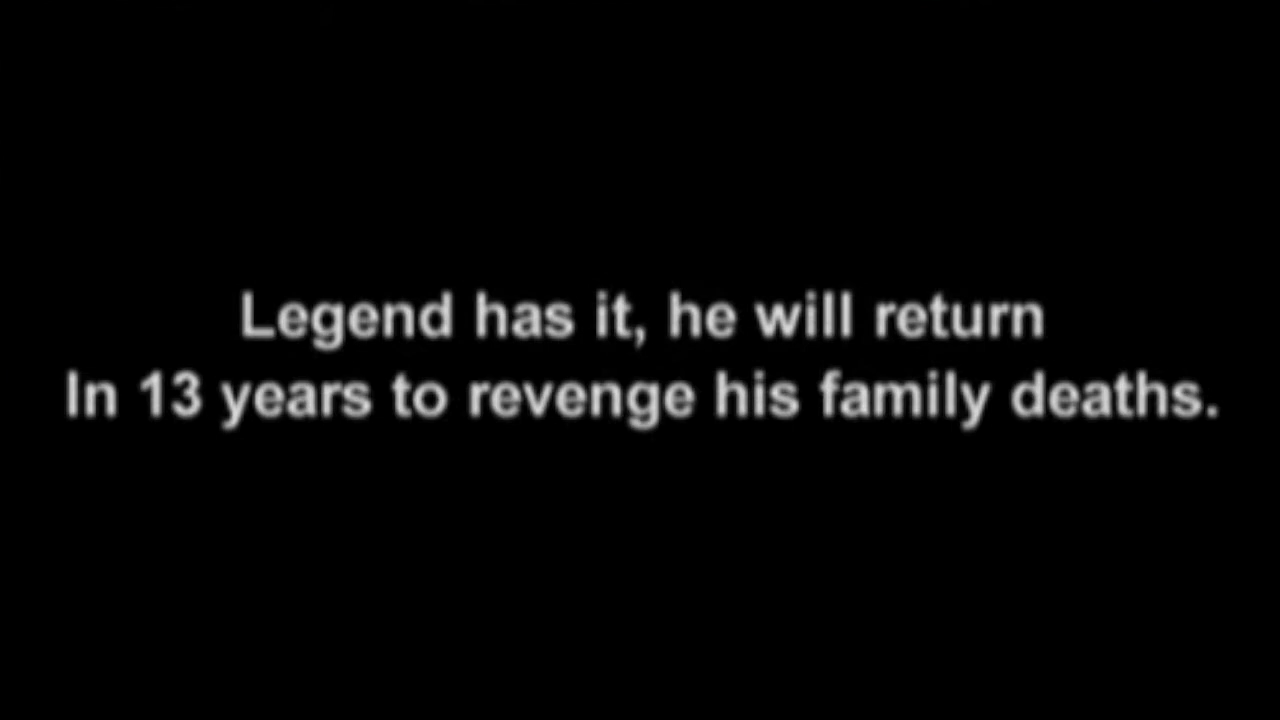 Legend has it, he will return
In 13 years to revenge his family deaths.